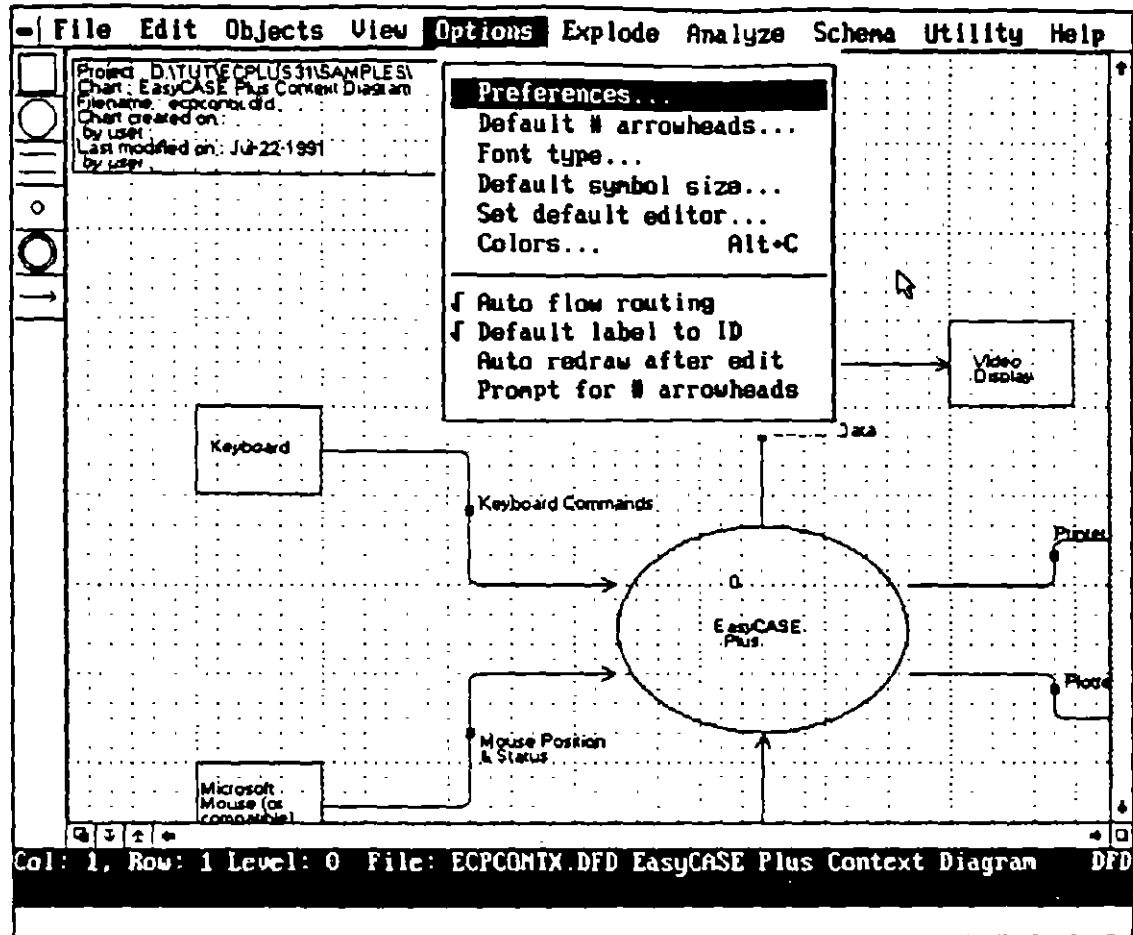 File Edit Objects View Options Explode Analyze Schema Utility Help
Project : D:\TUT\ECPLUS31\SAMPLES\
Chart : EasyCASE Plus Context Diagram
Filename : ecpcontx.dfd
Chart created on :
by user :
Last modified on : Jul-22-1991
by user :
Preferences...
Default # arrowheads...
Font type...
Default symbol size...
Set default editor...
Colors... Alt+C
√ Auto flow routing
√ Default label to ID
Auto redraw after edit
Prompt for # arrowheads
Video
Display
Data
Keyboard
Keyboard Commands
Printer
0
EasyCASE
Plus
Plotte
Mouse Position
& Status
Microsoft
Mouse (or
compatible)
Col: 1, Row: 1 Level: 0 File: ECPCONTX.DFD EasyCASE Plus Context Diagram DFD